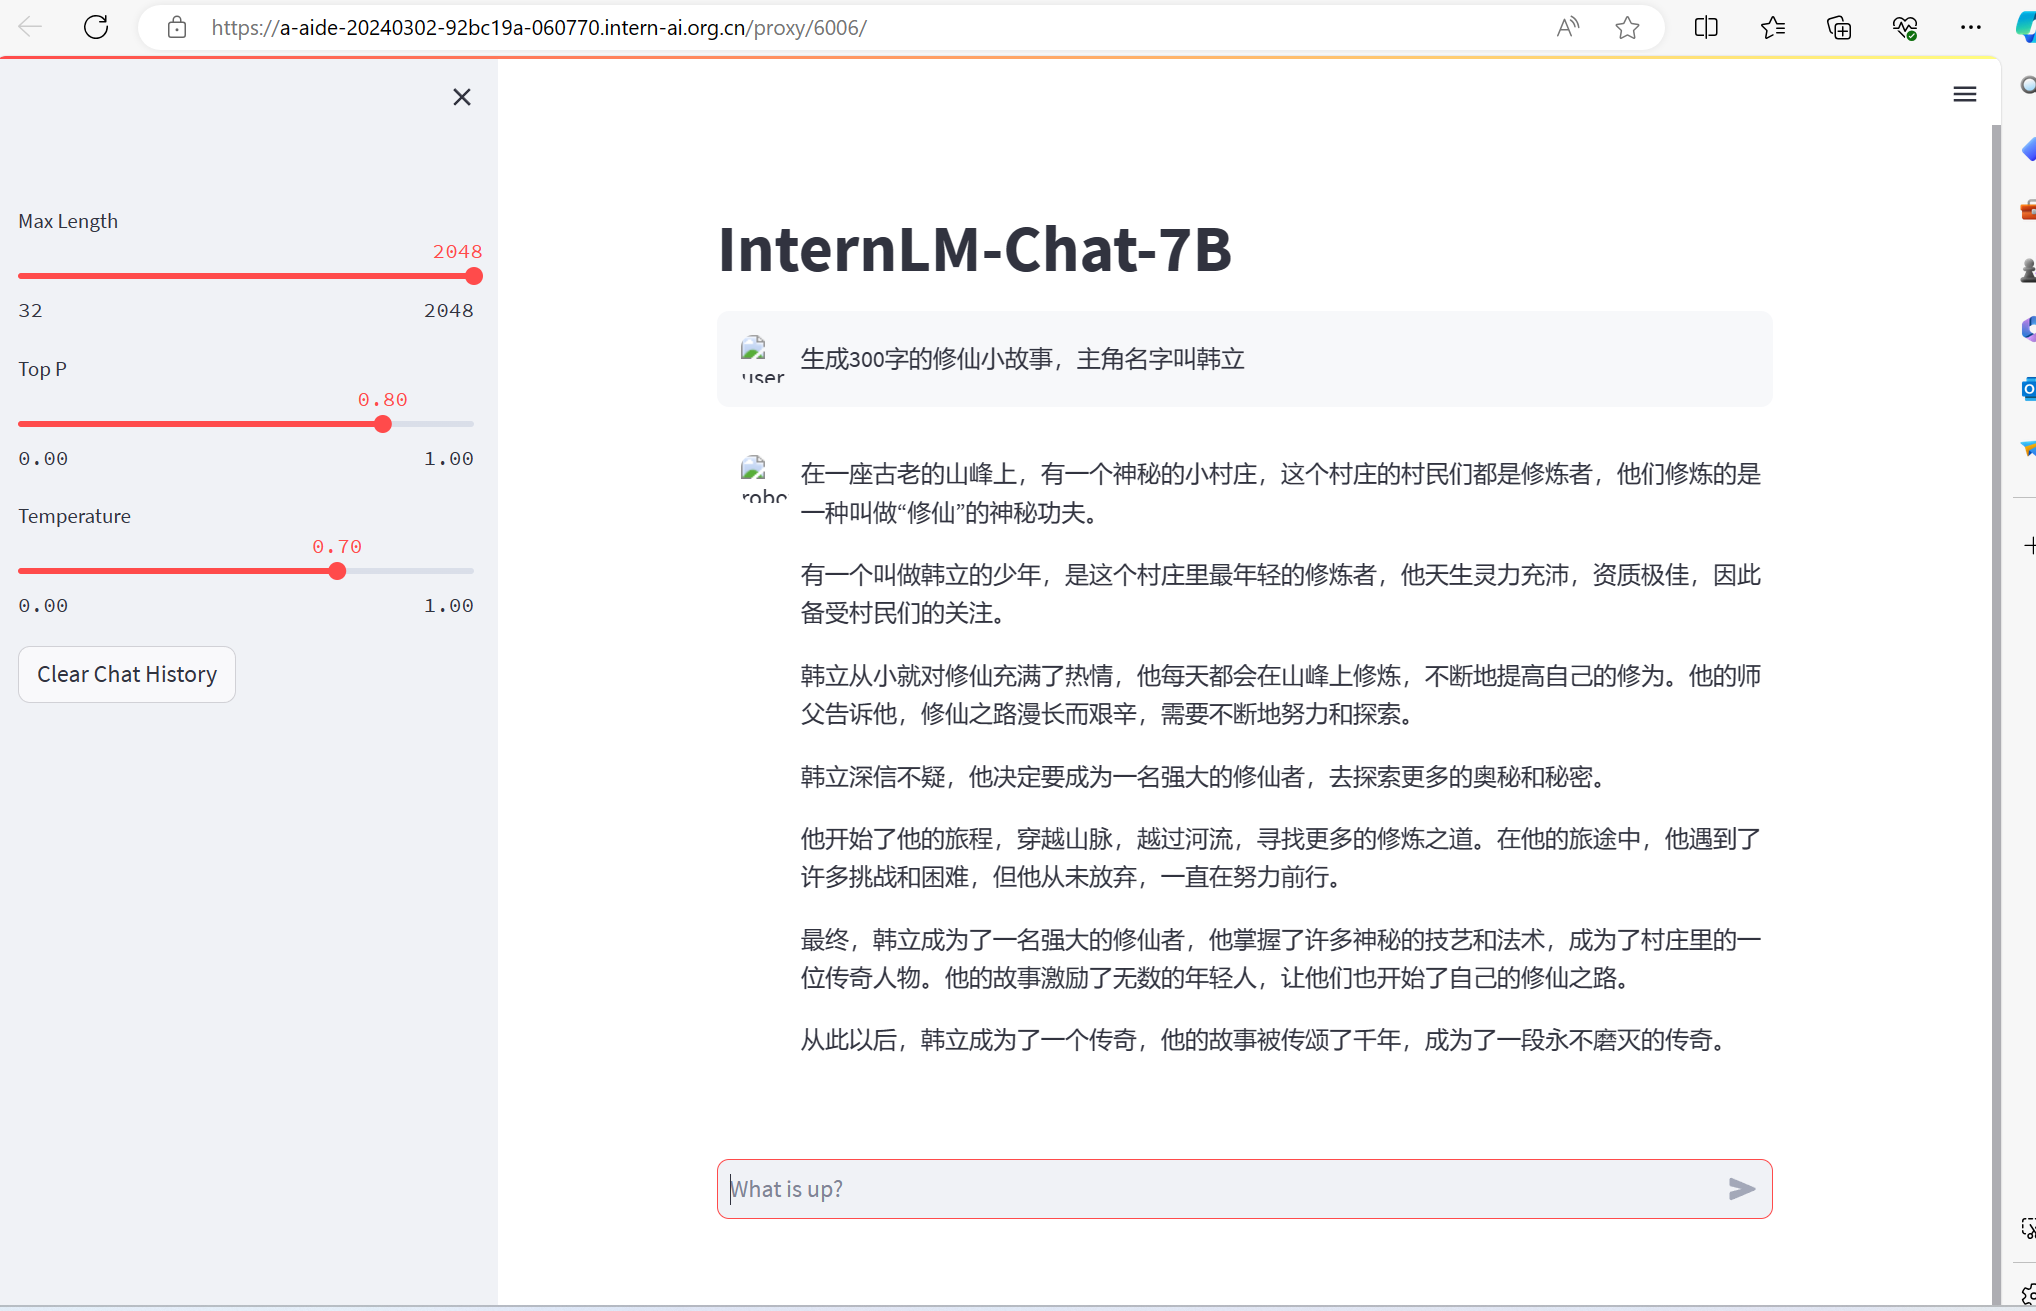 https://a-aide-20240302-92bc19a-060770.intern-ai.org.cn/proxy/6006/
Max Length
2048
32
2048
Top P
0.80
0.00
1.00
Temperature
0.70
0.00
1.00
Clear Chat History
InternLM-Chat-7B
user
生成300字的修仙小故事，主角名字叫韩立
robo
在一座古老的山峰上，有一个神秘的小村庄，这个村庄的村民们都是修炼者，他们修炼的是
一种叫做“修仙”的神秘功夫。
有一个叫做韩立的少年，是这个村庄里最年轻的修炼者，他天生灵力充沛，资质极佳，因此
备受村民们的关注。
韩立从小就对修仙充满了热情，他每天都会在山峰上修炼，不断地提高自己的修为。他的师
父告诉他，修仙之路漫长而艰辛，需要不断地努力和探索。
韩立深信不疑，他决定要成为一名强大的修仙者，去探索更多的奥秘和秘密。
他开始了他的旅程，穿越山脉，越过河流，寻找更多的修炼之道。在他的旅途中，他遇到了
许多挑战和困难，但他从未放弃，一直在努力前行。
最终，韩立成为了一名强大的修仙者，他掌握了许多神秘的技艺和法术，成为了村庄里的一
位传奇人物。他的故事激励了无数的年轻人，让他们也开始了自己的修仙之路。
从此以后，韩立成为了一个传奇，他的故事被传颂了千年，成为了一段永不磨灭的传奇。
What is up?